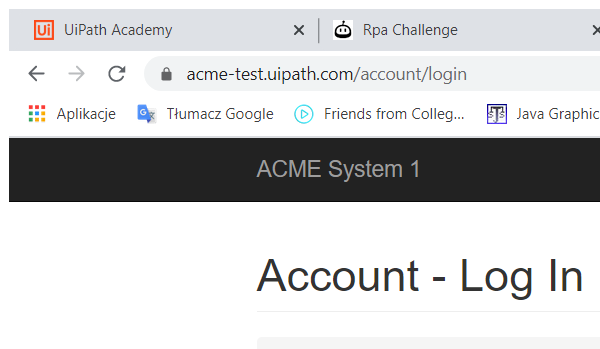 Ui UiPath Academy Rpa Challenge
acme-test.uipath.com/account/login
Aplikacje Tłumacz Google Friends from Colleg... Java Graphic
ACME System 1
Account - Log In